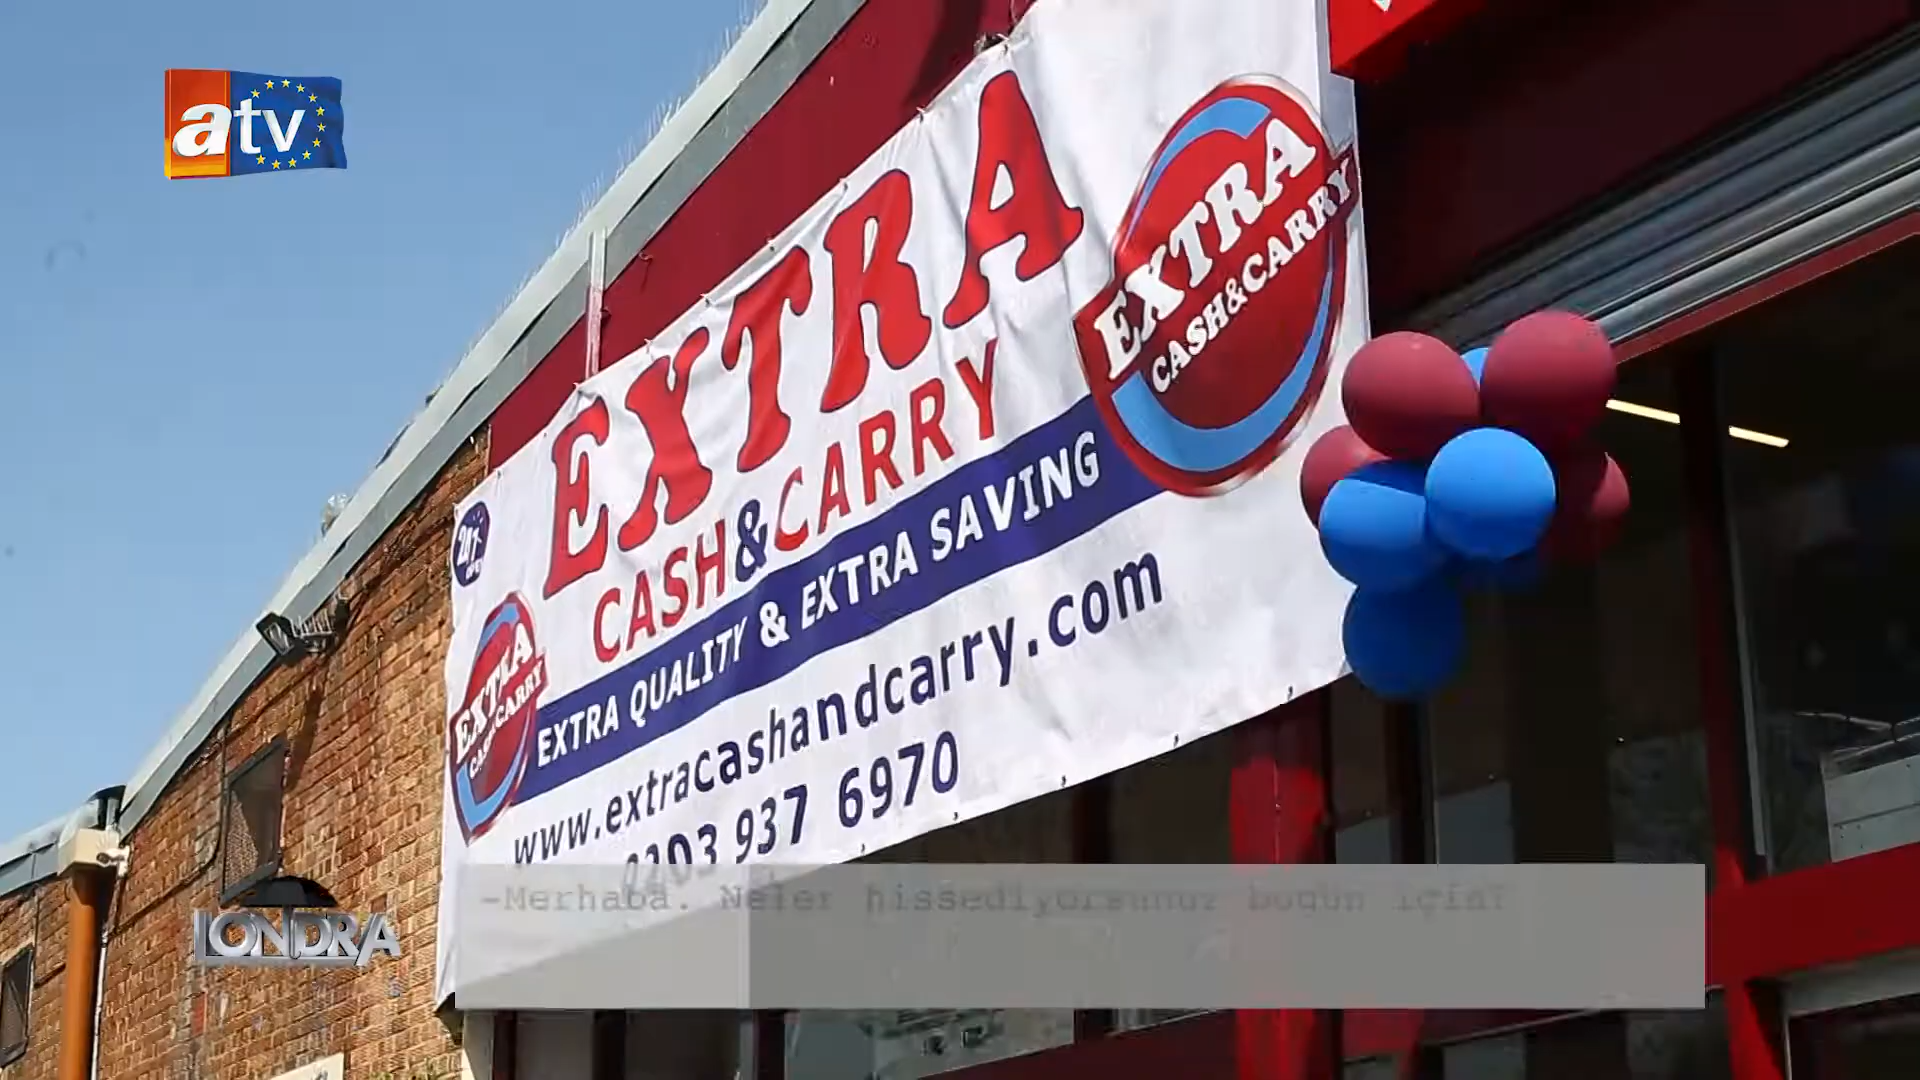 atv
EXTRA
CASH&CARRY
EXTRA QUALITY & EXTRA SAVING
www.extracashandcarry.com
0203 937 6970
EXTRA
CASH&CARRY
EXTRA
CASH&CARRY
LONDRA
-Merhaba. Neler hissediyorsunuz bugün için?